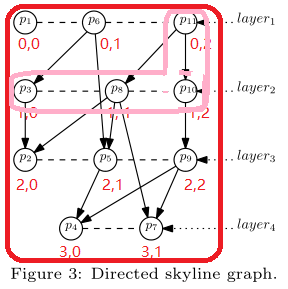 p1 p6 p11 layer1
0,0 0,1 0,2
p3 p8 p10 layer2
1,0 1,1 1,2
p2 p5 p9 layer3
2,0 2,1 2,2
p4 p7 layer4
3,0 3,1
Figure 3: Directed skyline graph.